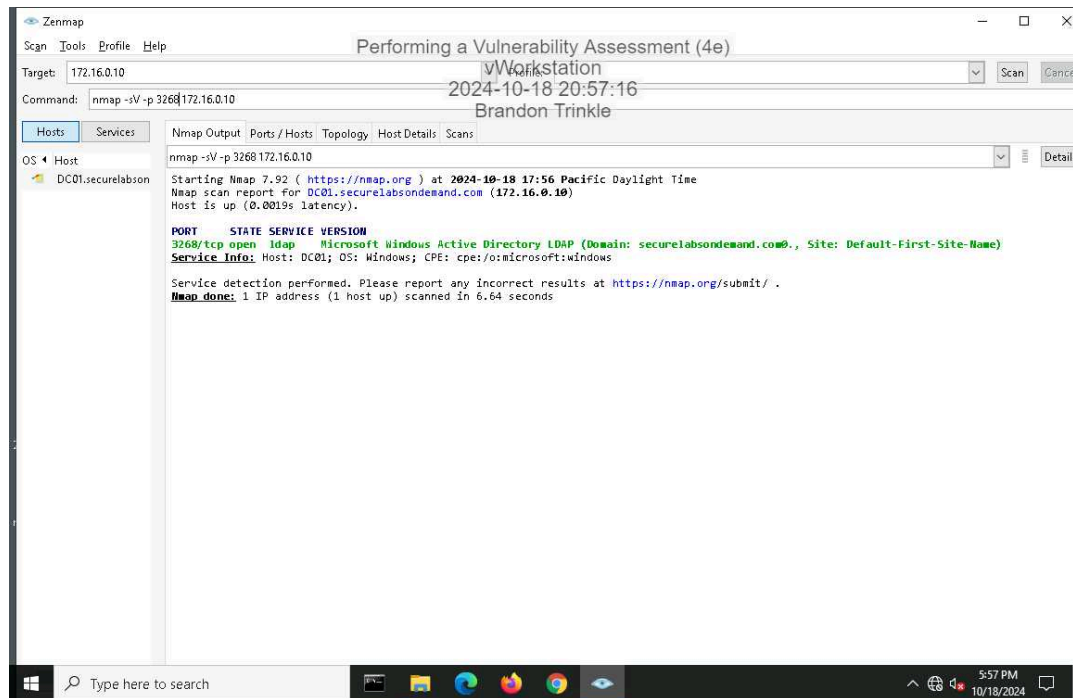 Zenmap
Scan Tools Profile Help
Performing a Vulnerability Assessment (4e)
vWorkstation
2024-10-18 20:57:16
Brandon Trinkle
Target: 172.16.0.10 Profile: Scan Cance
Command: nmap -sV -p 3268 172.16.0.10
Hosts Services Nmap Output Ports / Hosts Topology Host Details Scans
OS Host nmap -sV -p 3268 172.16.0.10 Detail
DC01.securelabson
Starting Nmap 7.92 ( https://nmap.org ) at 2024-10-18 17:56 Pacific Daylight Time
Nmap scan report for DC01.securelabsondemand.com (172.16.0.10)
Host is up (0.0019s latency).
PORT STATE SERVICE VERSION
3268/tcp open ldap Microsoft Windows Active Directory LDAP (Domain: securelabsondemand.com0., Site: Default-First-Site-Name)
Service Info: Host: DC01; OS: Windows; CPE: cpe:/o:microsoft:windows
Service detection performed. Please report any incorrect results at https://nmap.org/submit/ .
Nmap done: 1 IP address (1 host up) scanned in 6.64 seconds
Type here to search
5:57 PM
10/18/2024